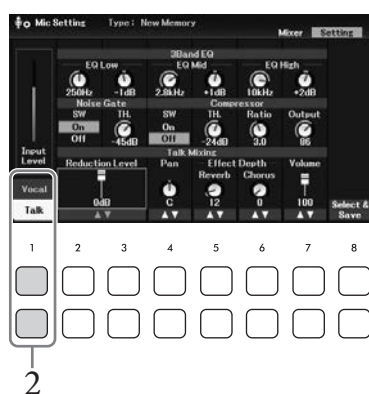 Mic Setting Type : New Memory
Mixer Setting
3Band EQ
EQ Low EQ Mid EQ High
250Hz -1dB 2.8kHz +1dB 10kHz +2dB
Noise Gate Compressor
SW TH. SW TH. Ratio Output
On On
Off -45dB Off -24dB 3.0 86
Input Level
Talk Mixing
Reduction Level Pan Effect Depth Volume
Reverb Chorus
0dB C 12 0 100
Vocal
Talk
Select & Save
1 2 3 4 5 6 7 8
2